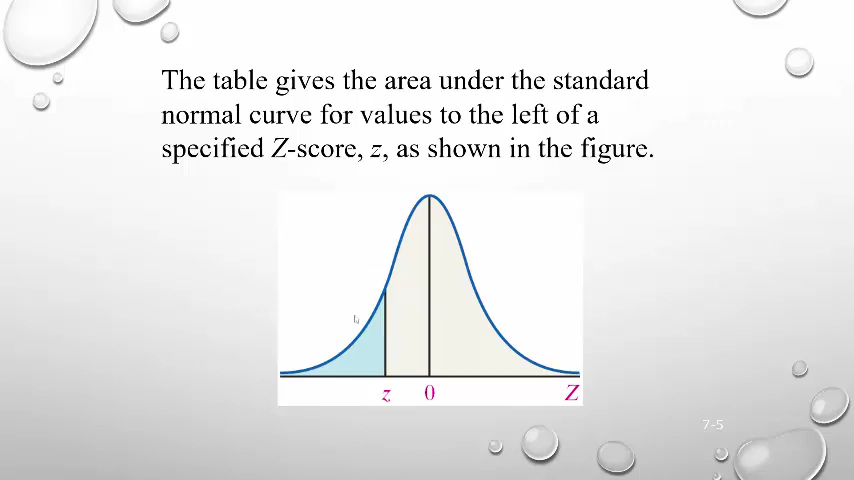 The table gives the area under the standard
normal curve for values to the left of a
specified Z-score, z, as shown in the figure.
z 0 Z
7-5